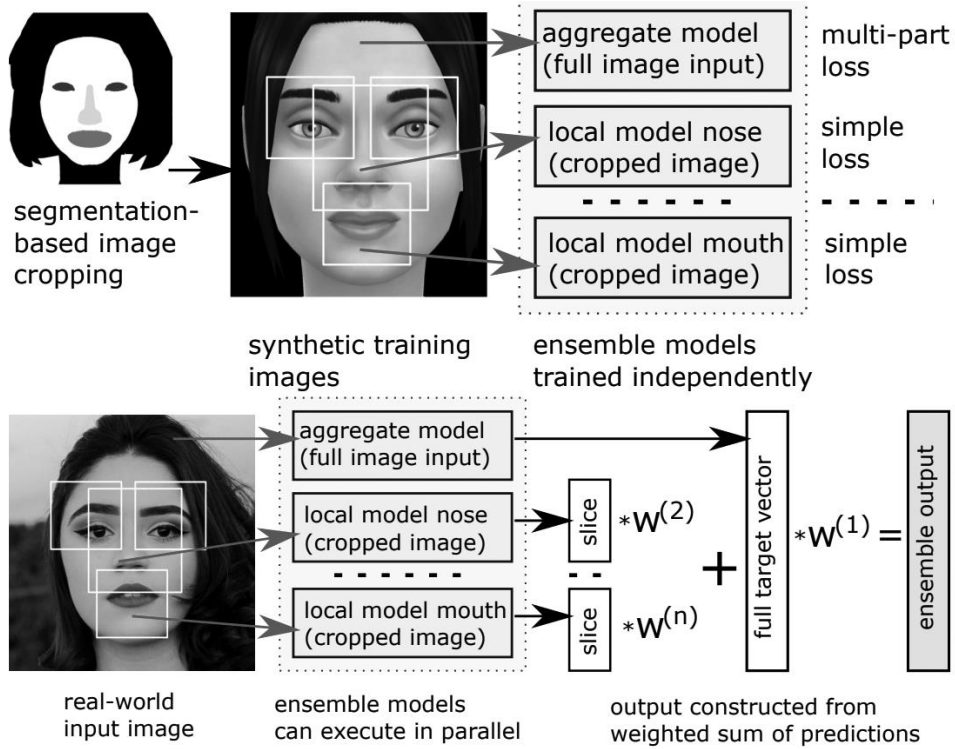 aggregate model
(full image input)
multi-part
loss
local model nose
(cropped image)
simple
loss
local model mouth
(cropped image)
simple
loss
segmentation-
based image
cropping
synthetic training
images
ensemble models
trained independently
aggregate model
(full image input)
local model nose
(cropped image)
local model mouth
(cropped image)
slice
*w(2)
slice
*w(n)
+
full target vector
*w(1)
=
ensemble output
real-world
input image
ensemble models
can execute in parallel
output constructed from
weighted sum of predictions